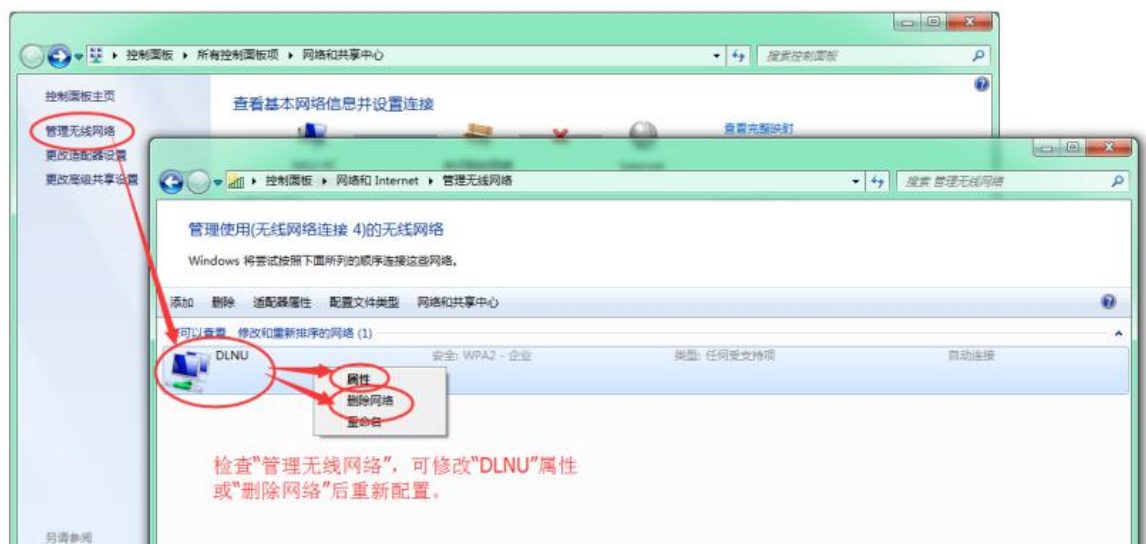 控制面板 ▸ 所有控制面板项 ▸ 网络和共享中心
搜索控制面板
控制面板主页
管理无线网络
更改适配器设置
更改高级共享设置
查看基本网络信息并设置连接
查看完整映射
控制面板 ▸ 网络和 Internet ▸ 管理无线网络
搜索 管理无线网络
管理使用(无线网络连接 4)的无线网络
Windows 将尝试按照下面所列的顺序连接这些网络。
添加 删除 适配器属性 配置文件类型 网络和共享中心
可以查看、修改和重新排序的网络 (1)
DLNU 安全: WPA2 - 企业 类型: 任何受支持项 自动连接
属性
删除网络
重命名
检查“管理无线网络”，可修改“DLNU”属性
或“删除网络”后重新配置。
另请参阅